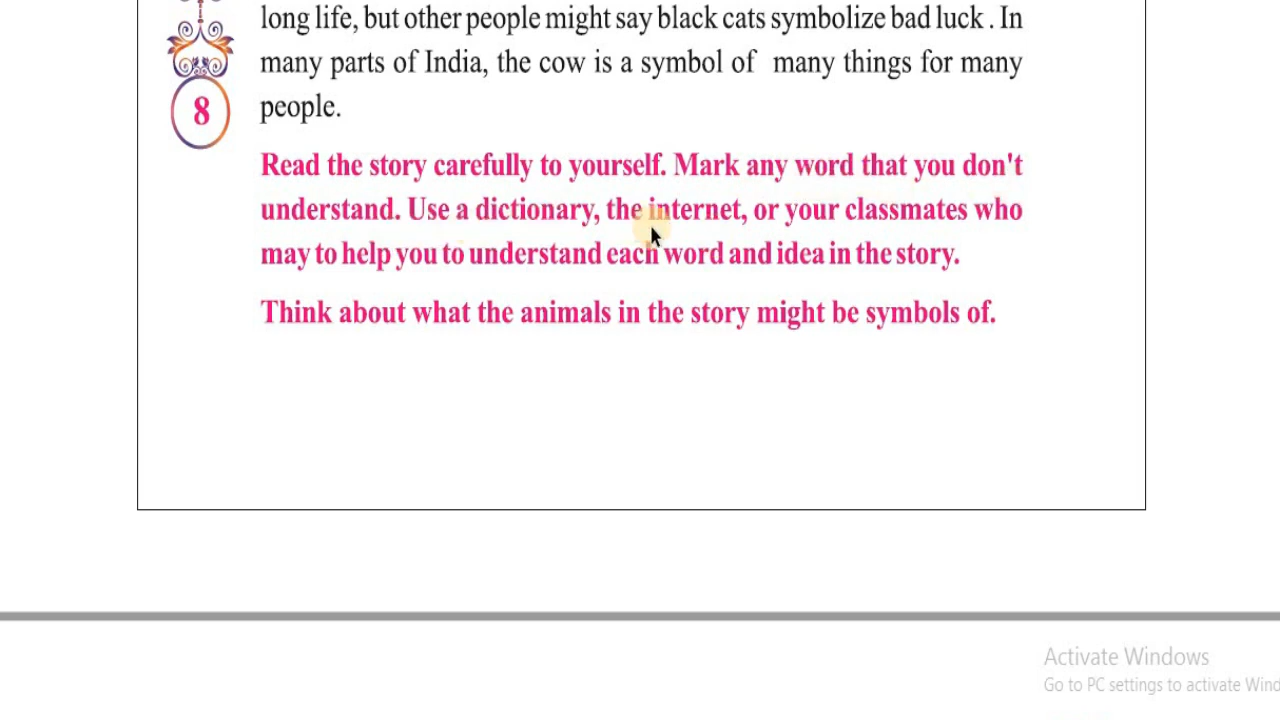 long life, but other people might say black cats symbolize bad luck . In
many parts of India, the cow is a symbol of many things for many
8
people.
Read the story carefully to yourself. Mark any word that you don't
understand. Use a dictionary, the internet, or your classmates who
may to help you to understand each word and idea in the story.
Think about what the animals in the story might be symbols of.
Activate Windows
Go to PC settings to activate Wind